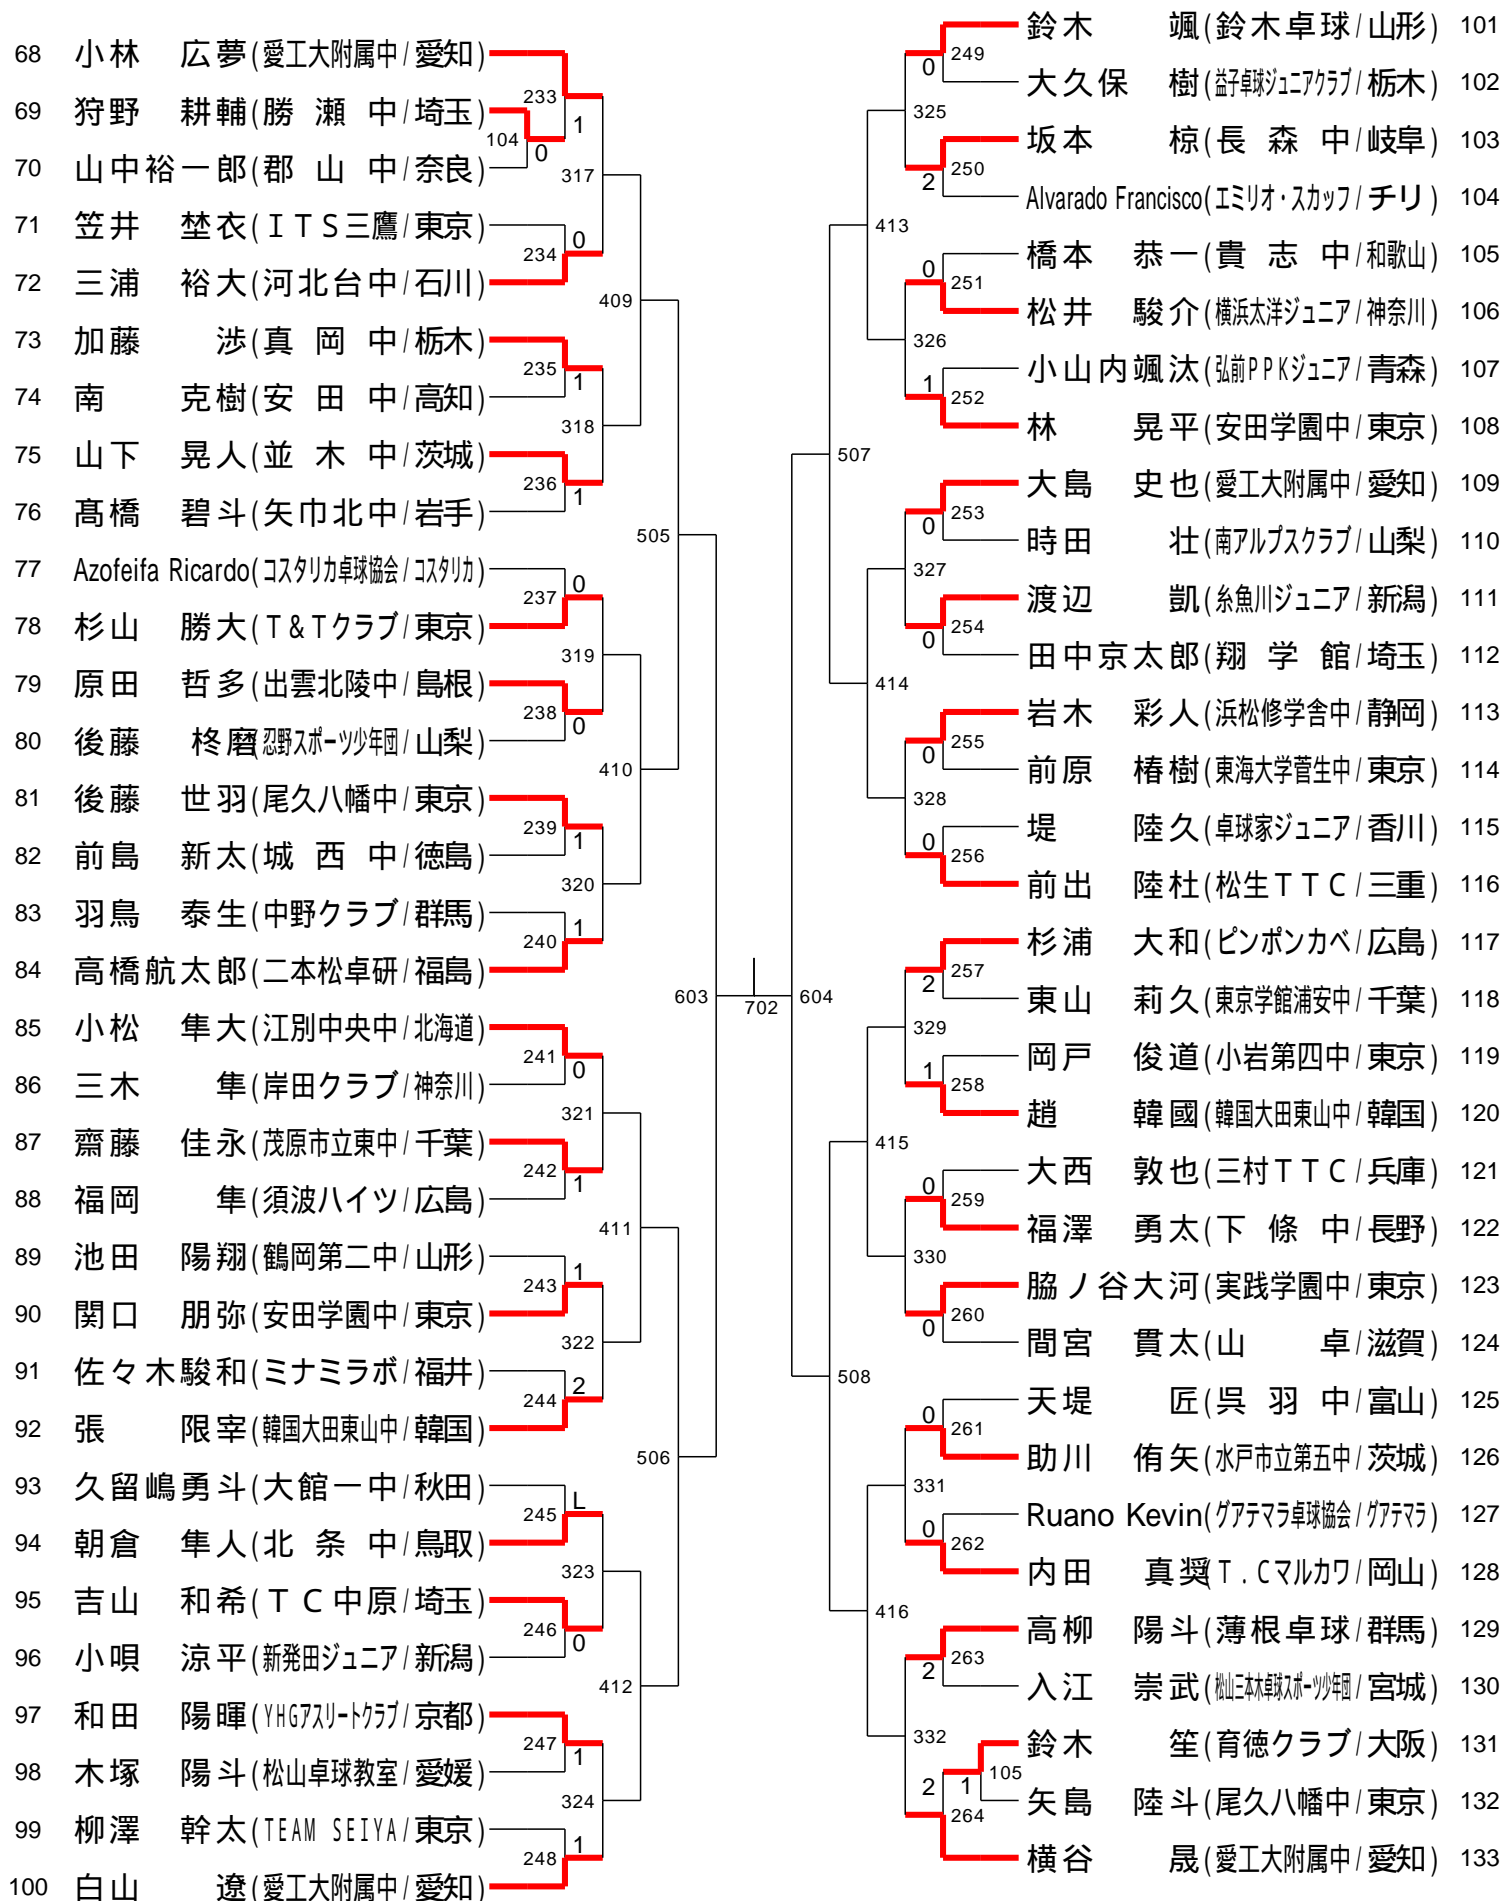 68 小林 広夢(愛工大附属中/愛知)
69 狩野 耕輔(勝瀬中/埼玉)
70 山中裕一郎(郡山中/奈良)
71 笠井 埜衣(ITS三鷹/東京)
72 三浦 裕大(河北台中/石川)
73 加藤 渉(真岡中/栃木)
74 南 克樹(安田中/高知)
75 山下 晃人(並木中/茨城)
76 髙橋 碧斗(矢巾北中/岩手)
77 Azofeifa Ricardo(コスタリカ卓球協会/コスタリカ)
78 杉山 勝大(T&Tクラブ/東京)
79 原田 哲多(出雲北陵中/島根)
80 後藤 柊磨(忍野スポーツ少年団/山梨)
81 後藤 世羽(尾久八幡中/東京)
82 前島 新太(城西中/徳島)
83 羽鳥 泰生(中野クラブ/群馬)
84 高橋航太郎(二本松卓研/福島)
85 小松 隼大(江別中央中/北海道)
86 三木 隼(岸田クラブ/神奈川)
87 齋藤 佳永(茂原市立東中/千葉)
88 福岡 隼(須波ハイツ/広島)
89 池田 陽翔(鶴岡第二中/山形)
90 関口 朋弥(安田学園中/東京)
91 佐々木駿和(ミナミラボ/福井)
92 張 限宰(韓国大田東山中/韓国)
93 久留嶋勇斗(大館一中/秋田)
94 朝倉 隼人(北条中/鳥取)
95 吉山 和希(TC中原/埼玉)
96 小唄 涼平(新発田ジュニア/新潟)
97 和田 陽暉(YHGアスリートクラブ/京都)
98 木塚 陽斗(松山卓球教室/愛媛)
99 柳澤 幹太(TEAM SEIYA/東京)
100 白山 遼(愛工大附属中/愛知)
104
0
233
1
234
0
235
1
236
1
237
0
238
0
239
1
240
1
241
0
242
1
243
1
244
2
245
L
246
0
247
1
248
1
317
318
319
320
321
322
323
324
409
410
411
412
505
506
603
702
604
507
508
413
414
415
416
325
326
327
328
329
330
331
332
249
0
250
2
251
0
252
1
253
0
254
0
255
0
256
0
257
2
258
1
259
0
260
0
261
0
262
0
263
2
105
1
264
2
鈴木 颯(鈴木卓球/山形) 101
大久保 樹(益子卓球ジュニアクラブ/栃木) 102
坂本 椋(長森中/岐阜) 103
Alvarado Francisco(エミリオ・スカッフ/チリ) 104
橋本 恭一(貴志中/和歌山) 105
松井 駿介(横浜太洋ジュニア/神奈川) 106
小山内颯汰(弘前PPKジュニア/青森) 107
林 晃平(安田学園中/東京) 108
大島 史也(愛工大附属中/愛知) 109
時田 壮(南アルプスクラブ/山梨) 110
渡辺 凱(糸魚川ジュニア/新潟) 111
田中京太郎(翔学館/埼玉) 112
岩木 彩人(浜松修学舎中/静岡) 113
前原 椿樹(東海大学菅生中/東京) 114
堤 陸久(卓球家ジュニア/香川) 115
前出 陸杜(松生TTC/三重) 116
杉浦 大和(ピンポンカベ/広島) 117
東山 莉久(東京学館浦安中/千葉) 118
岡戸 俊道(小岩第四中/東京) 119
趙 韓國(韓国大田東山中/韓国) 120
大西 敦也(三村TTC/兵庫) 121
福澤 勇太(下條中/長野) 122
脇ノ谷大河(実践学園中/東京) 123
間宮 貫太(山卓/滋賀) 124
天堤 匠(呉羽中/富山) 125
助川 侑矢(水戸市立第五中/茨城) 126
Ruano Kevin(グアテマラ卓球協会/グアテマラ) 127
内田 真奨(T.Cマルカワ/岡山) 128
高柳 陽斗(薄根卓球/群馬) 129
入江 崇武(松山三本木卓球スポーツ少年団/宮城) 130
鈴木 笙(育徳クラブ/大阪) 131
矢島 陸斗(尾久八幡中/東京) 132
横谷 晟(愛工大附属中/愛知) 133